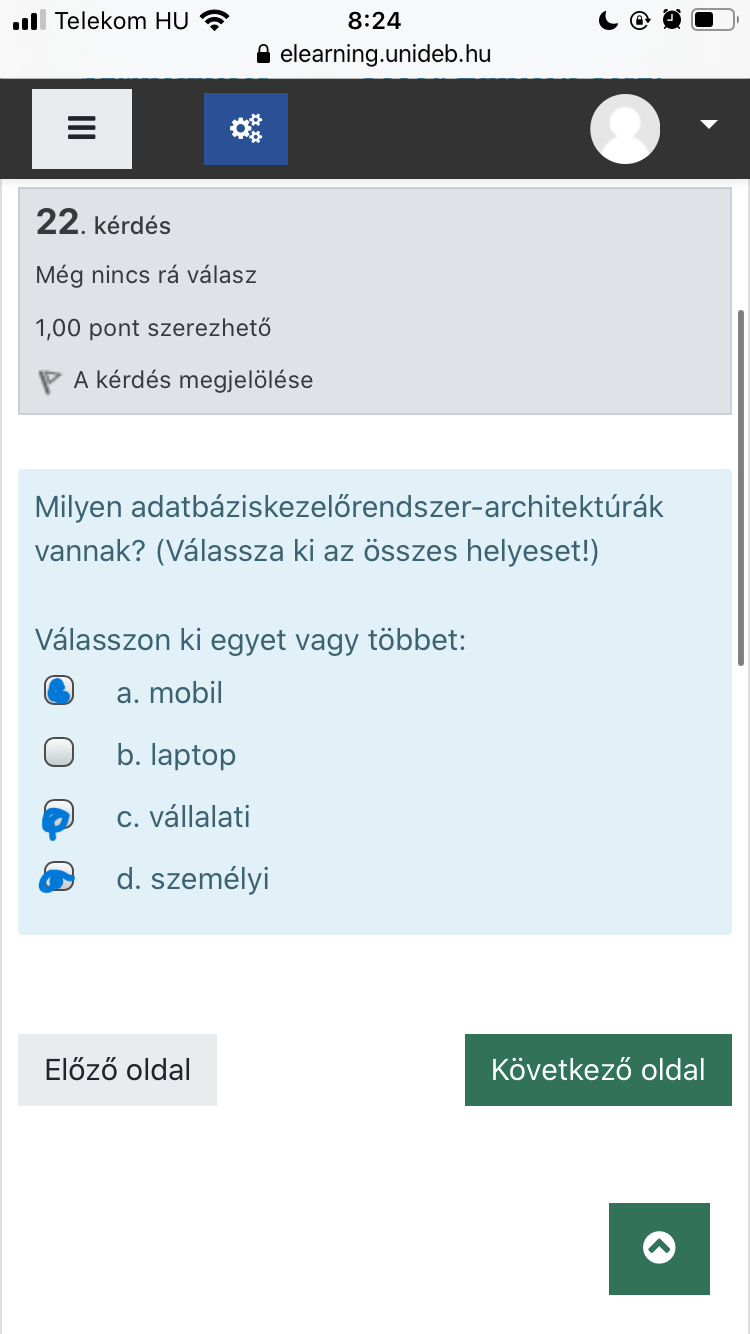 Telekom HU
8:24
elearning.unideb.hu
22. kérdés
Még nincs rá válasz
1,00 pont szerezhető
A kérdés megjelölése
Milyen adatbáziskezelőrendszer-architektúrák
vannak? (Válassza ki az összes helyeset!)
Válasszon ki egyet vagy többet:
a. mobil
b. laptop
c. vállalati
d. személyi
Előző oldal
Következő oldal